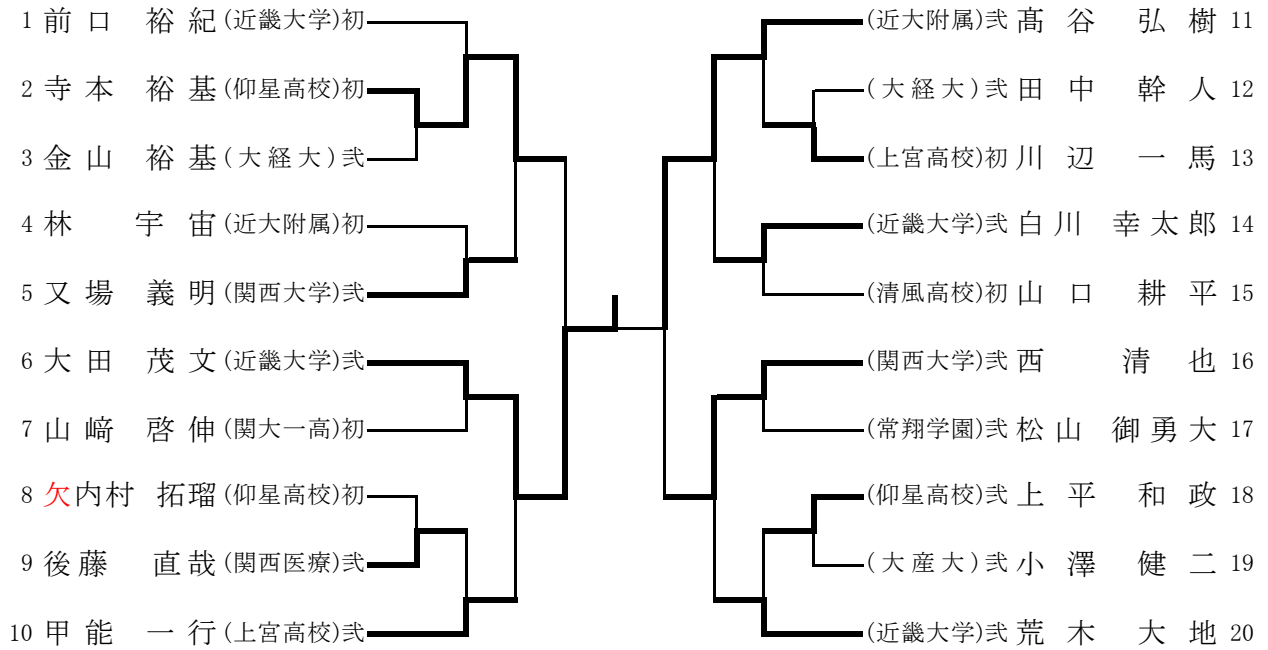 1 前口 裕紀 (近畿大学)初
2 寺本 裕基 (仰星高校)初
3 金山 裕基 (大経大)弐
4 林 宇宙 (近大附属)初
5 又場 義明 (関西大学)弐
6 大田 茂文 (近畿大学)弐
7 山﨑 啓伸 (関大一高)初
8 欠内村 拓瑠 (仰星高校)初
9 後藤 直哉 (関西医療)弐
10 甲能 一行 (上宮高校)弐
(近大附属)弐 髙谷 弘樹 11
(大経大)弐 田中 幹人 12
(上宮高校)初 川辺 一馬 13
(近畿大学)弐 白川 幸太郎 14
(清風高校)初 山口 耕平 15
(関西大学)弐 西 清也 16
(常翔学園)弐 松山 御勇大 17
(仰星高校)弐 上平 和政 18
(大産大)弐 小澤 健二 19
(近畿大学)弐 荒木 大地 20